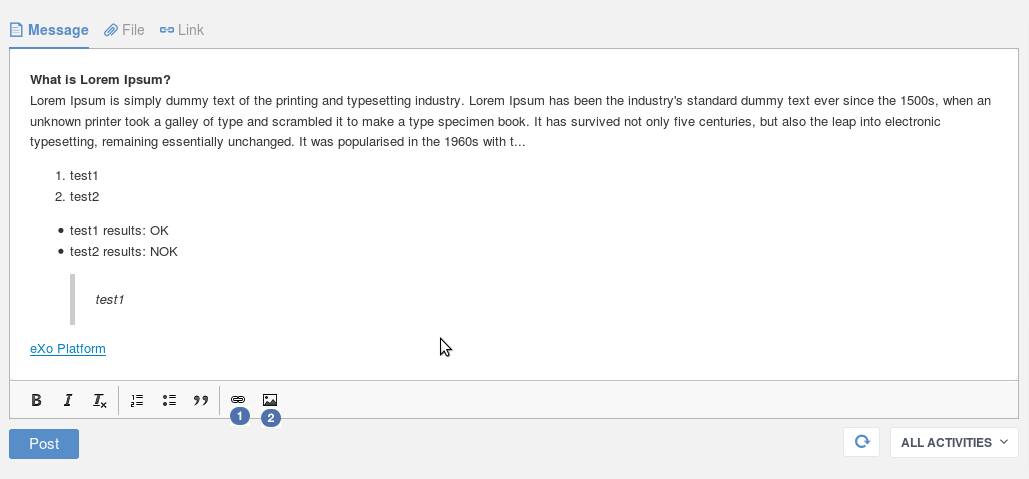 Message File Link
What is Lorem Ipsum?
Lorem Ipsum is simply dummy text of the printing and typesetting industry. Lorem Ipsum has been the industry's standard dummy text ever since the 1500s, when an
unknown printer took a galley of type and scrambled it to make a type specimen book. It has survived not only five centuries, but also the leap into electronic
typesetting, remaining essentially unchanged. It was popularised in the 1960s with t...
1. test1
2. test2
• test1 results: OK
• test2 results: NOK
test1
eXo Platform
B I Tx
1 2
Post ALL ACTIVITIES